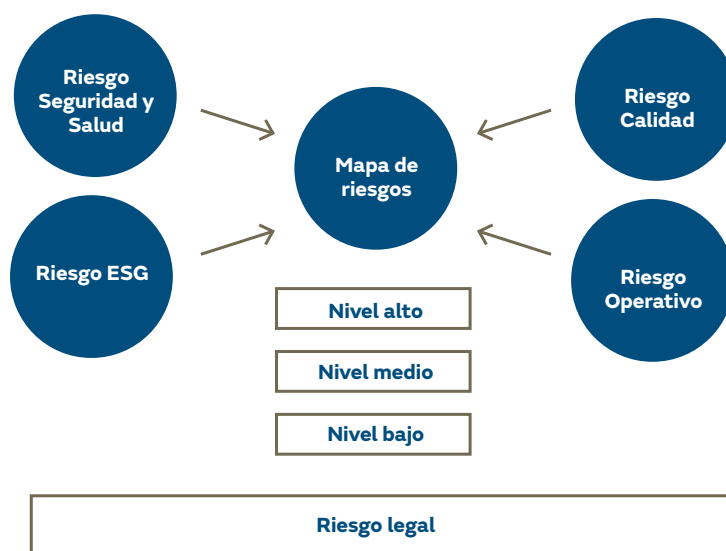 Riesgo
Seguridad y
Salud
Riesgo
Calidad
Mapa de
riesgos
Riesgo ESG
Riesgo
Operativo
Nivel alto
Nivel medio
Nivel bajo
Riesgo legal